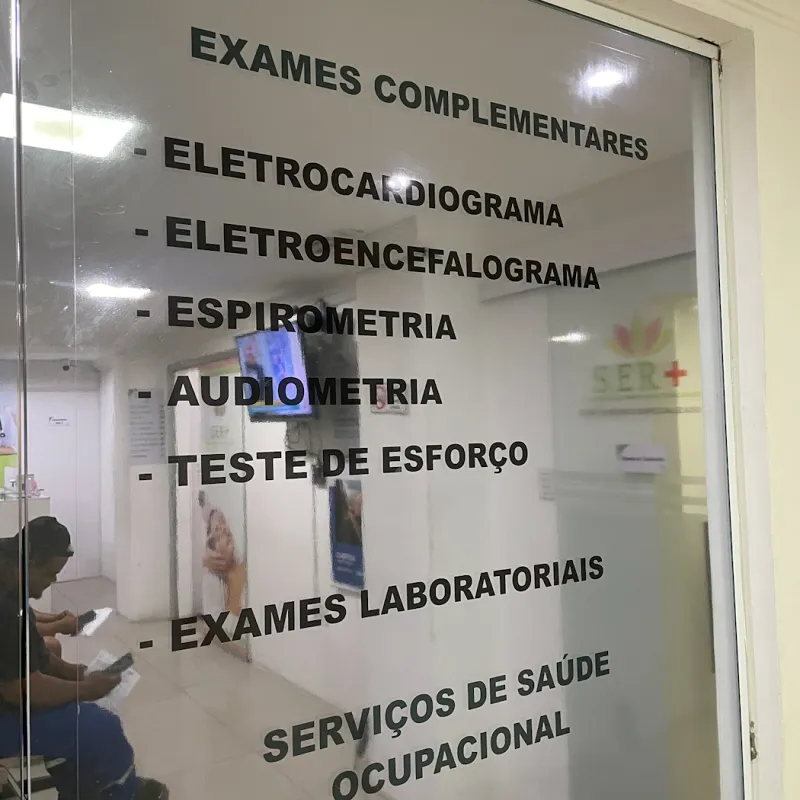 EXAMES COMPLEMENTARES
- ELETROCARDIOGRAMA
- ELETROENCEFALOGRAMA
- ESPIROMETRIA
- AUDIOMETRIA
- TESTE DE ESFORÇO
- EXAMES LABORATORIAIS
SERVIÇOS DE SAÚDE
OCUPACIONAL
SER+